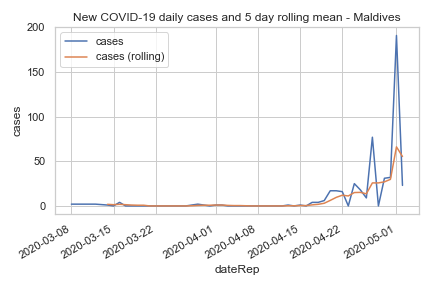 New COVID-19 daily cases and 5 day rolling mean - Maldives
cases
cases (rolling)
200
150
100
50
0
cases
2020-03-08
2020-03-15
2020-03-22
2020-04-01
2020-04-08
2020-04-15
2020-04-22
2020-05-01
dateRep